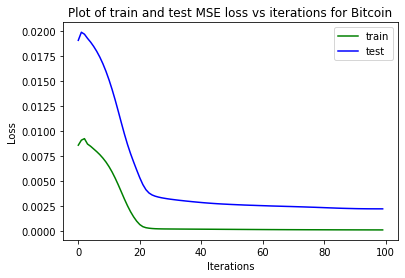 Plot of train and test MSE loss vs iterations for Bitcoin
train
test
0.0200
0.0175
0.0150
0.0125
0.0100
0.0075
0.0050
0.0025
0.0000
Loss
0 20 40 60 80 100
Iterations